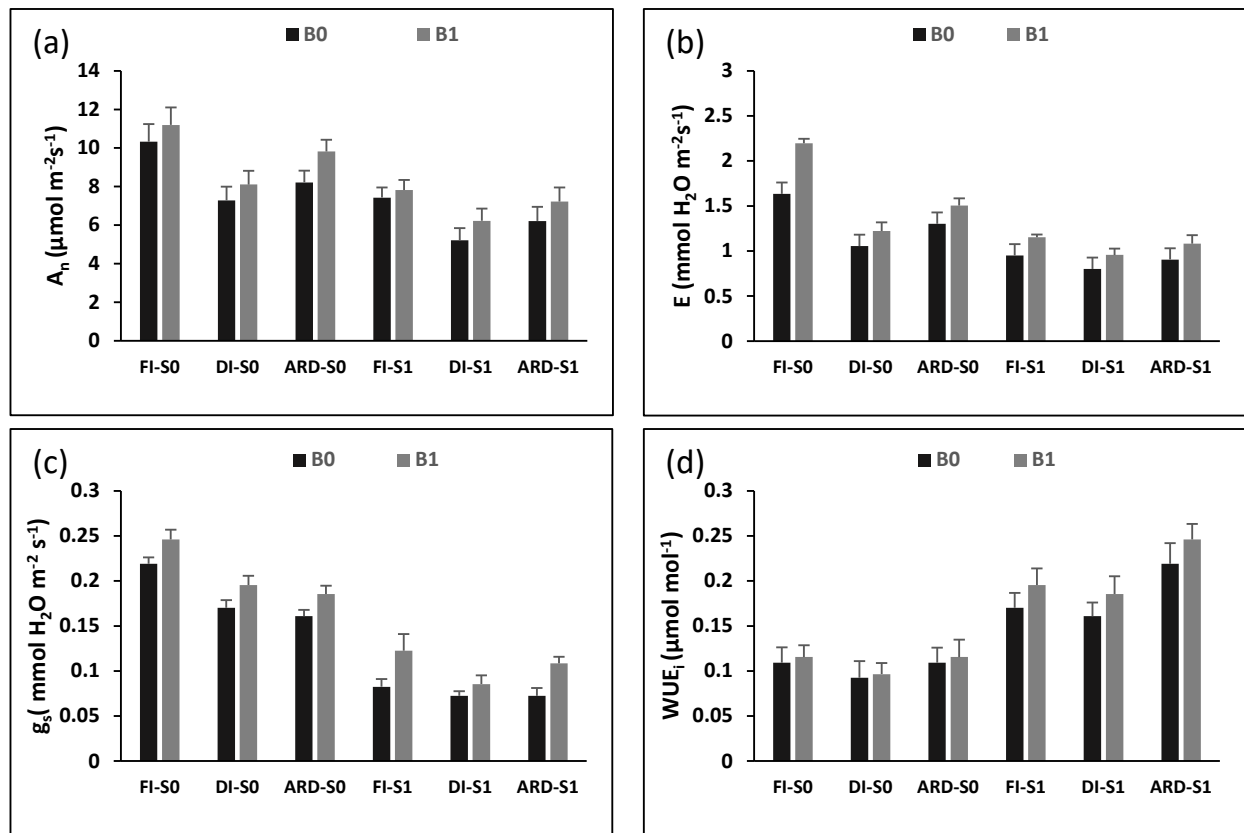 (a)
B0 B1
14
12
10
8
6
4
2
0
Aₙ (µmol m⁻²s⁻¹)
FI-S0 DI-S0 ARD-S0 FI-S1 DI-S1 ARD-S1
(b)
B0 B1
3
2.5
2
1.5
1
0.5
0
E (mmol H₂O m⁻²s⁻¹)
FI-S0 DI-S0 ARD-S0 FI-S1 DI-S1 ARD-S1
(c)
B0 B1
0.3
0.25
0.2
0.15
0.1
0.05
0
gₛ( mmol H₂O m⁻² s⁻¹)
FI-S0 DI-S0 ARD-S0 FI-S1 DI-S1 ARD-S1
(d)
B0 B1
0.3
0.25
0.2
0.15
0.1
0.05
0
WUEᵢ (µmol mol⁻¹)
FI-S0 DI-S0 ARD-S0 FI-S1 DI-S1 ARD-S1